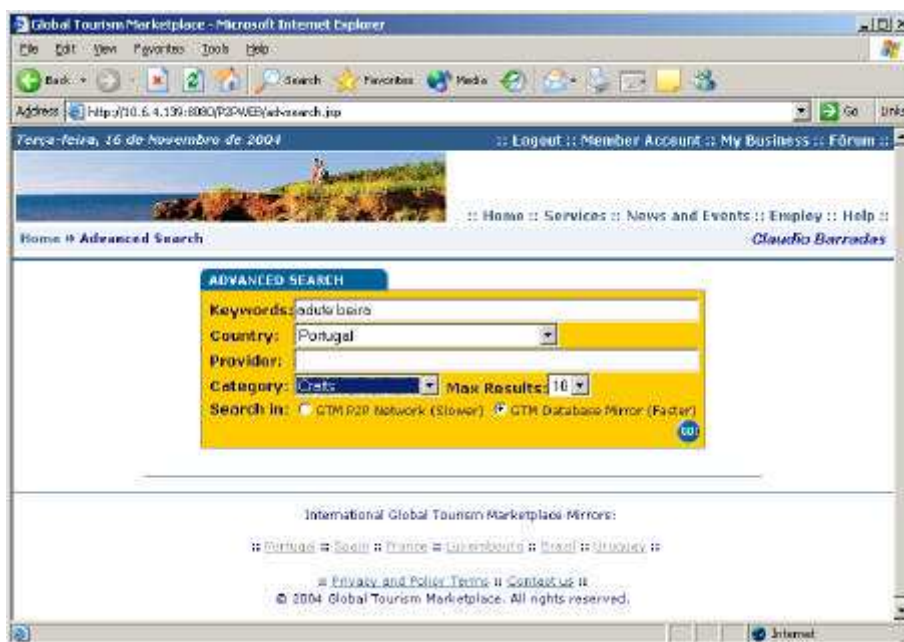 Global Tourism Marketplace - Microsoft Internet Explorer
File Edit View Favorites Tools Help
Back Search Favorites Media
Address http://10.6.4.139:8080/P2PWEB/advsearch.jsp Go Links
Terça-feira, 16 de Novembro de 2004 :: Logout :: Member Account :: My Business :: Fórum ::
:: Home :: Services :: News and Events :: Employ :: Help ::
Home » Advanced Search Claudio Barradas
ADVANCED SEARCH
Keywords: adufe beira
Country: Portugal
Provider:
Category: Crafts Max Results: 10
Search in: GTM P2P Network (Slower) GTM Database Mirror (Faster)
GO!
International Global Tourism Marketplace Mirrors:
:: Portugal :: Spain :: France :: Luxembourg :: Brazil :: Uruguay ::
:: Privacy and Policy Terms :: Contact us ::
© 2004 Global Tourism Marketplace. All rights reserved.
Internet